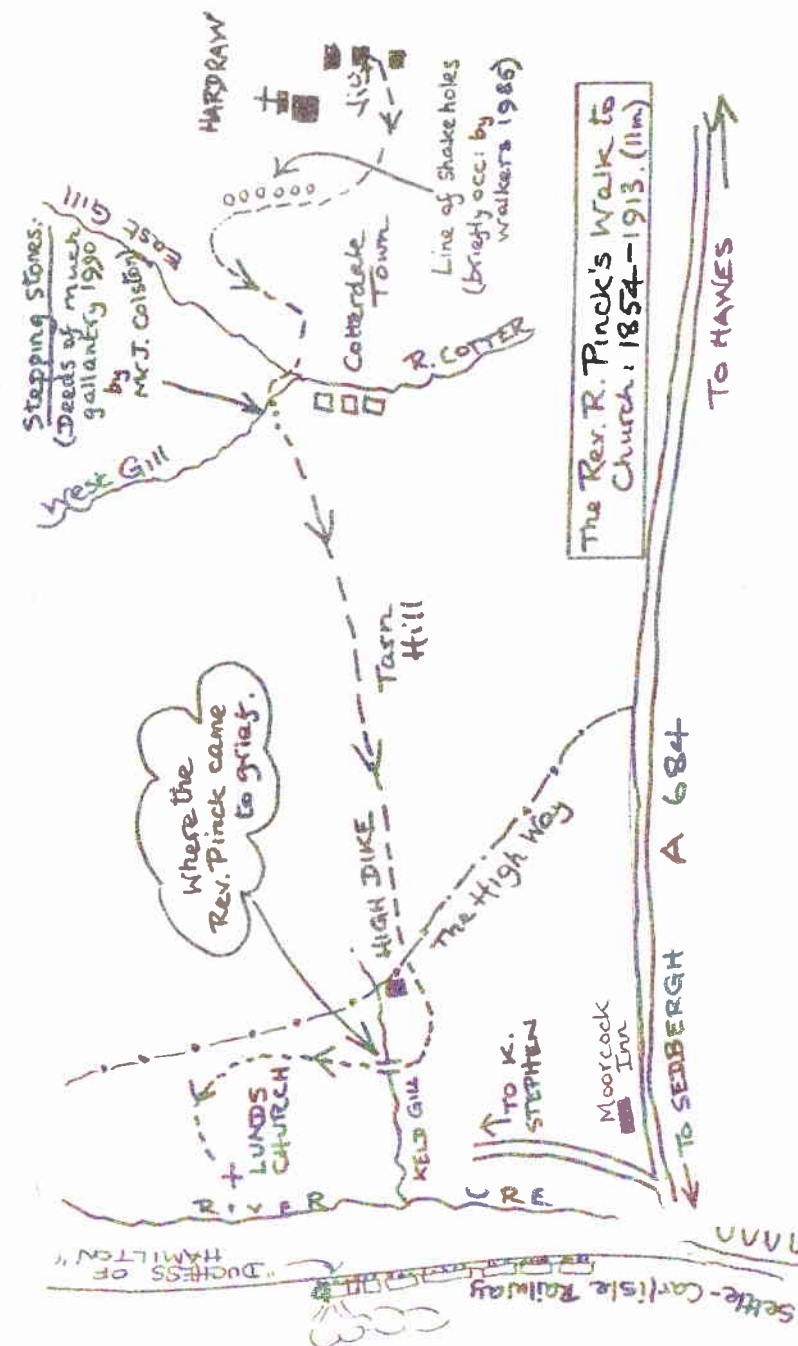 HARDRAW
Stepping stones.
(Deeds of much
gallantry 1990
by
Mr J. Colston)
East Gill
West Gill
Line of Shakeholes
(briefly occ: by
walkers 1985)
Cotterdale
Town
R. COTTER
The Rev. R. Pinck's Walk to
Church: 1854-1913. (11m)
TO HAWES
Where the
Rev. Pinck came
to grief.
Tarn
Hill
HIGH DIKE
The High Way
A 684
LUNDS
CHURCH
KELD GILL
TO K.
STEPHEN
Moorcock
Inn
TO SEDBERGH
RIVER URE
"DUCHESS OF
HAMILTON"
Settle-Carlisle Railway